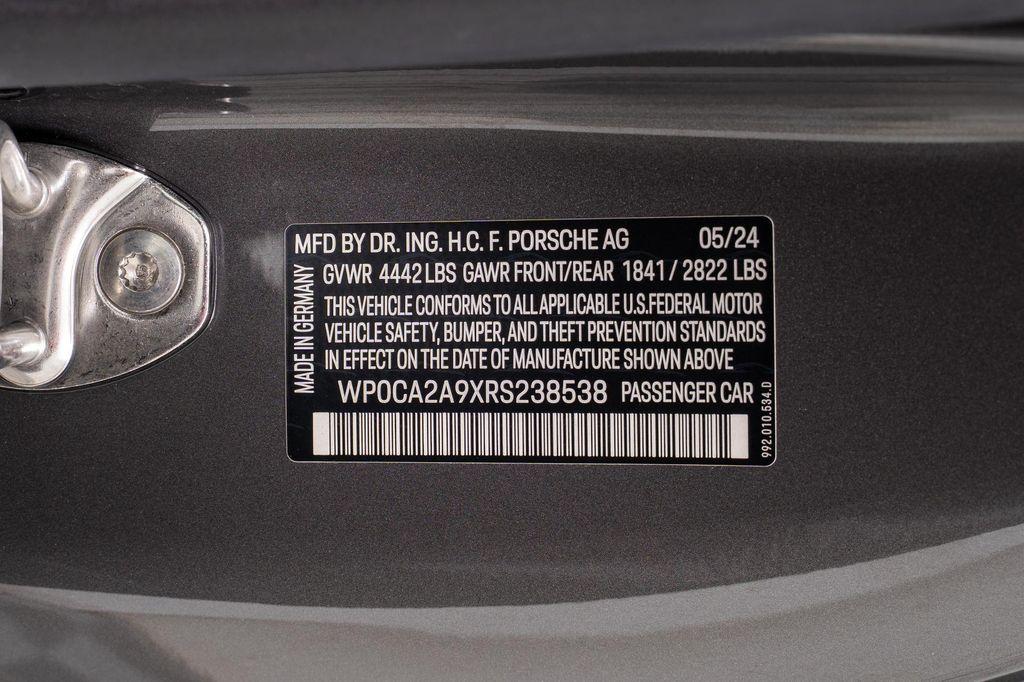 MFD BY DR. ING. H.C. F. PORSCHE AG 05/24
GVWR 4442 LBS GAWR FRONT/REAR 1841 / 2822 LBS
THIS VEHICLE CONFORMS TO ALL APPLICABLE U.S.FEDERAL MOTOR
VEHICLE SAFETY, BUMPER, AND THEFT PREVENTION STANDARDS
IN EFFECT ON THE DATE OF MANUFACTURE SHOWN ABOVE
WP0CA2A9XRS238538 PASSENGER CAR
MADE IN GERMANY
992.010.534.D